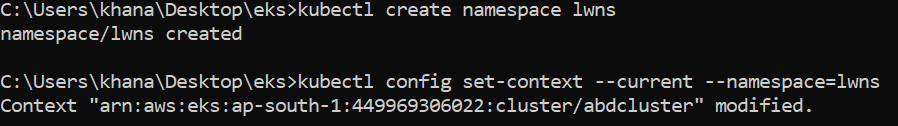 C:\Users\khana\Desktop\eks>kubectl create namespace lwns
namespace/lwns created
C:\Users\khana\Desktop\eks>kubectl config set-context --current --namespace=lwns
Context "arn:aws:eks:ap-south-1:449969306022:cluster/abdcluster" modified.